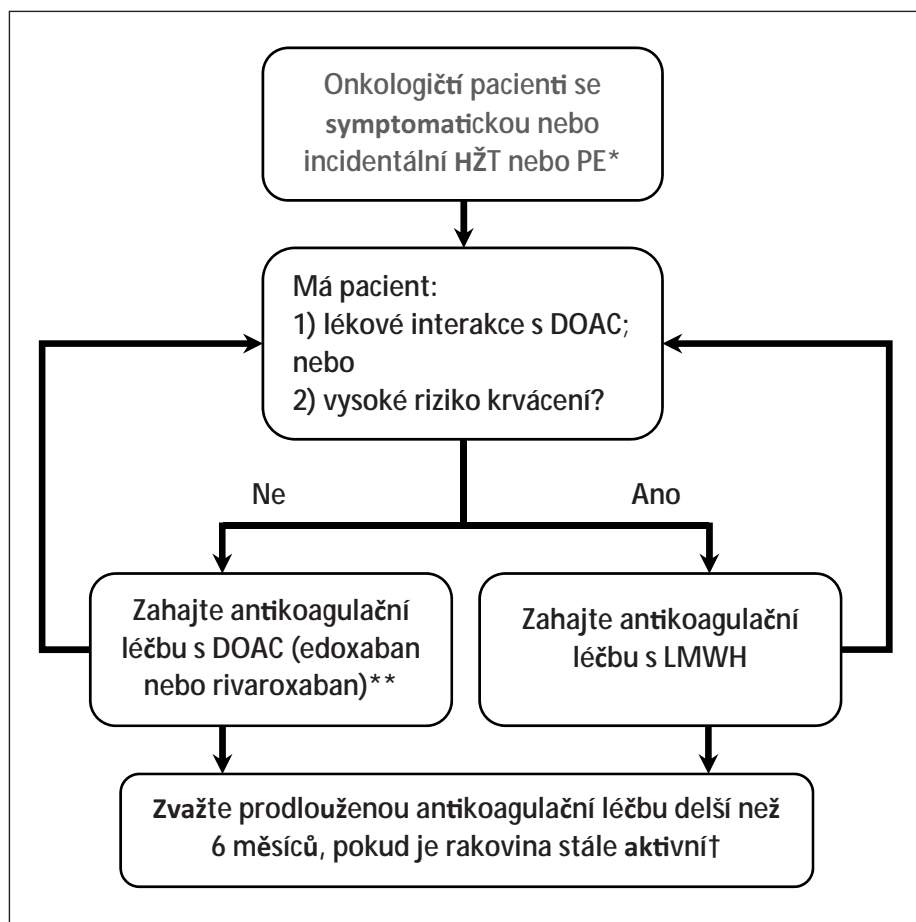 Onkologičtí pacienti se
symptomatickou nebo
incidentální HŽT nebo PE*
Má pacient:
1) lékové interakce s DOAC;
nebo
2) vysoké riziko krvácení?
Ne
Ano
Zahajte antikoagulační
léčbu s DOAC (edoxaban
nebo rivaroxaban)**
Zahajte antikoagulační
léčbu s LMWH
Zvažte prodlouženou antikoagulační léčbu delší než
6 měsíců, pokud je rakovina stále aktivní†